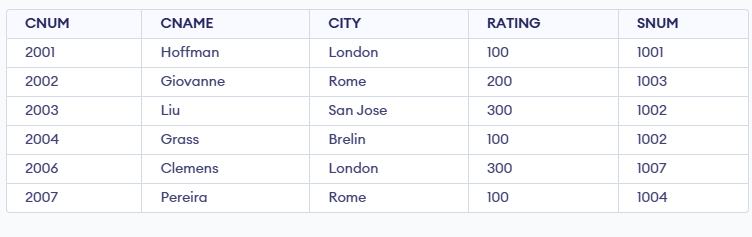 CNUM CNAME CITY RATING SNUM
2001 Hoffman London 100 1001
2002 Giovanne Rome 200 1003
2003 Liu San Jose 300 1002
2004 Grass Brelin 100 1002
2006 Clemens London 300 1007
2007 Pereira Rome 100 1004